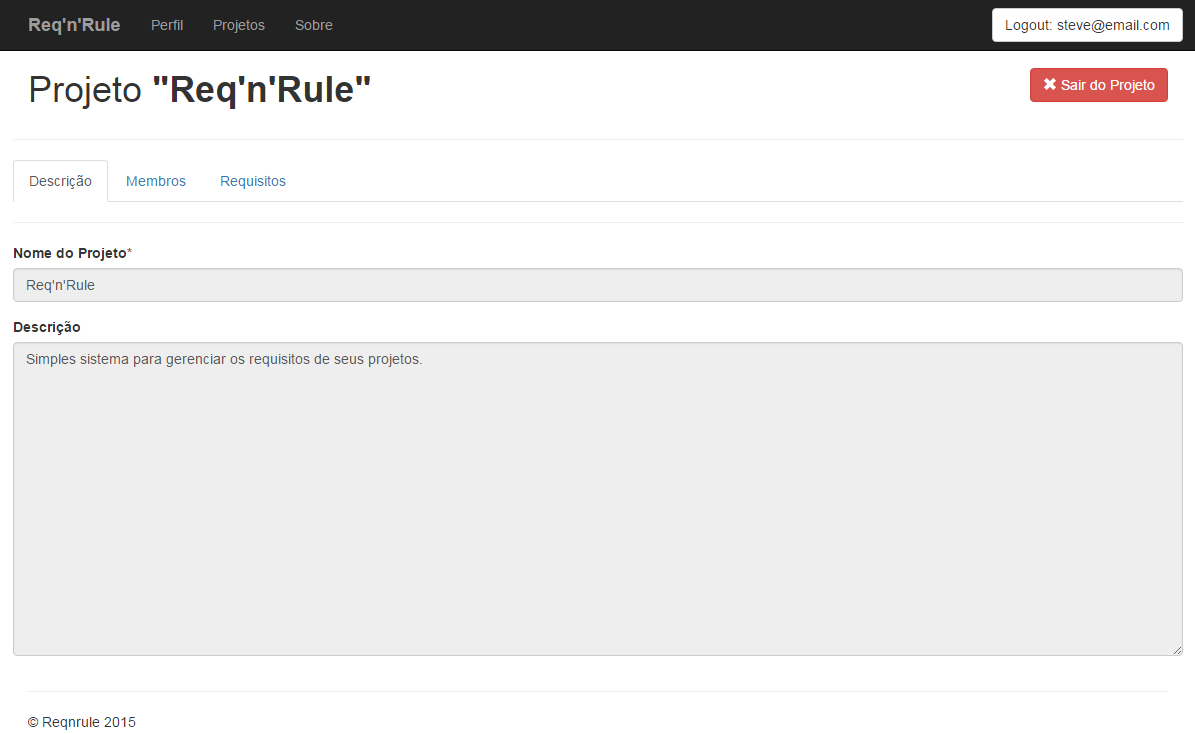 Req'n'Rule Perfil Projetos Sobre Logout: steve@email.com
Projeto "Req'n'Rule" ✖ Sair do Projeto
Descrição Membros Requisitos
Nome do Projeto*
Req'n'Rule
Descrição
Simples sistema para gerenciar os requisitos de seus projetos.
© Reqnrule 2015